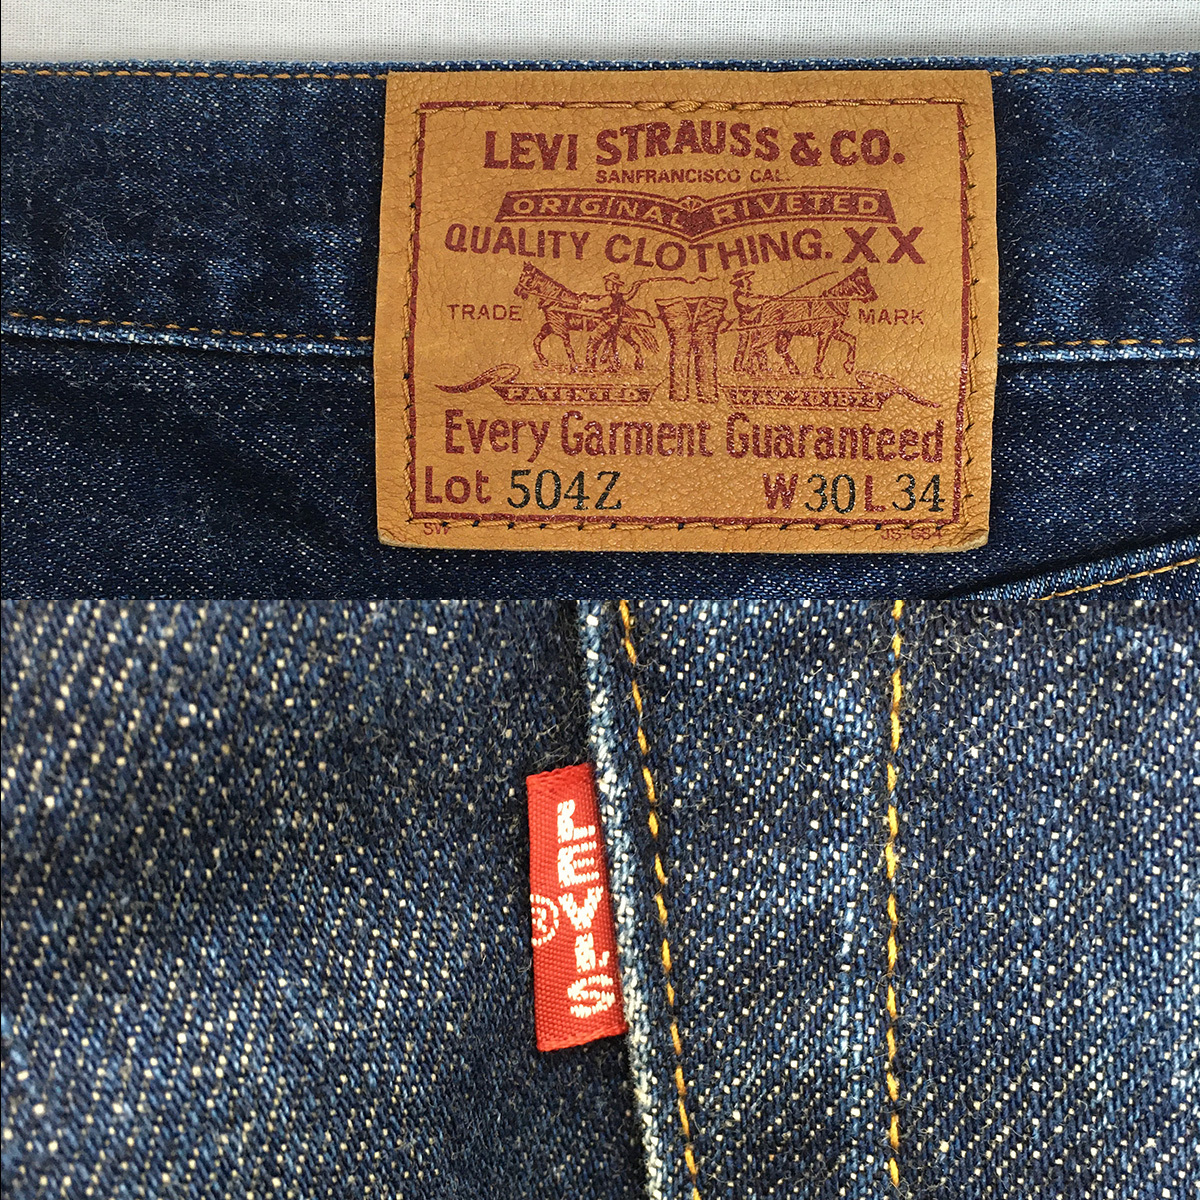 LEVI STRAUSS & CO.
SANFRANCISCO CAL.
ORIGINAL RIVETED
QUALITY CLOTHING. XX
TRADE MARK
PATENTED
Every Garment Guaranteed
Lot 504Z W30 L34
SW
LEVI'S
®